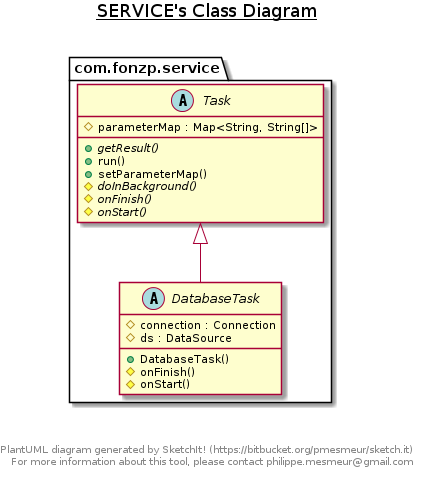 SERVICE's Class Diagram
com.fonzp.service
A Task
parameterMap : Map<String, String[]>
getResult()
run()
setParameterMap()
doInBackground()
onFinish()
onStart()
A DatabaseTask
connection : Connection
ds : DataSource
DatabaseTask()
onFinish()
onStart()
PlantUML diagram generated by SketchIt! (https://bitbucket.org/pmesmeur/sketch.it)
For more information about this tool, please contact philippe.mesmeur@gmail.com